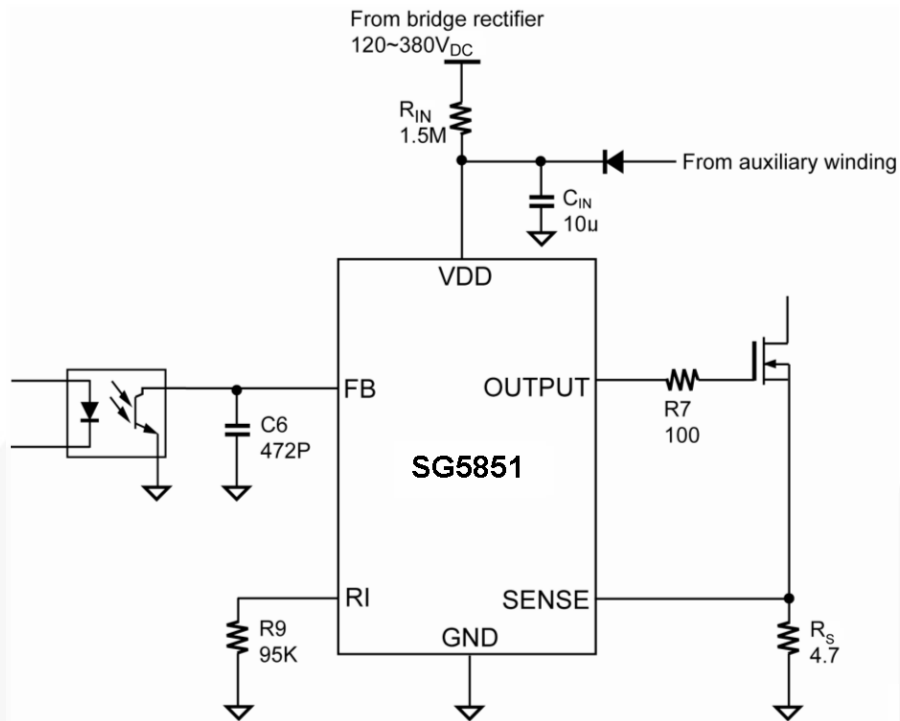 From bridge rectifier
120~380VDC
RIN
1.5M
From auxiliary winding
CIN
10µ
VDD
FB
OUTPUT
C6
472P
R7
100
SG5851
RI
SENSE
R9
95K
GND
RS
4.7